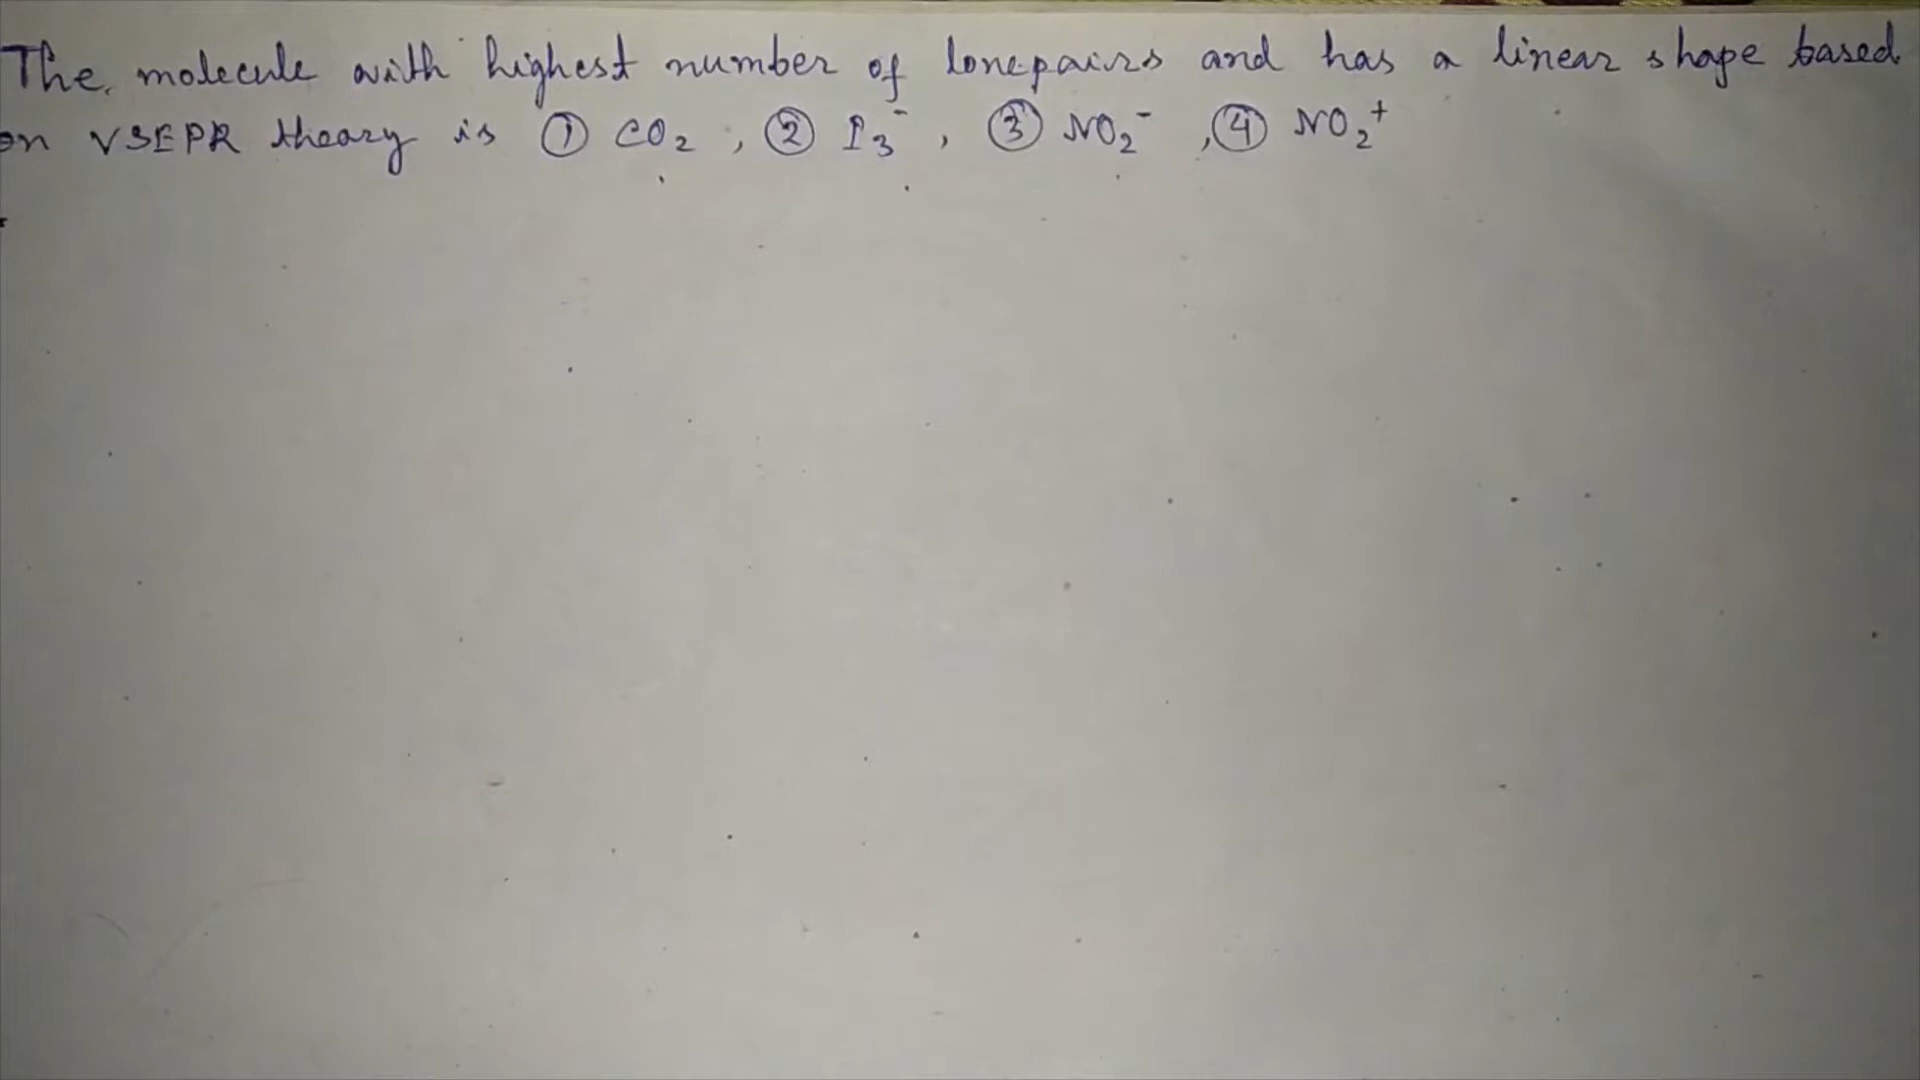 The molecule with highest number of lonepairs and has a linear shape based
on VSEPR theory is ① CO₂ , ② I₃⁻ , ③ NO₂⁻ , ④ NO₂⁺